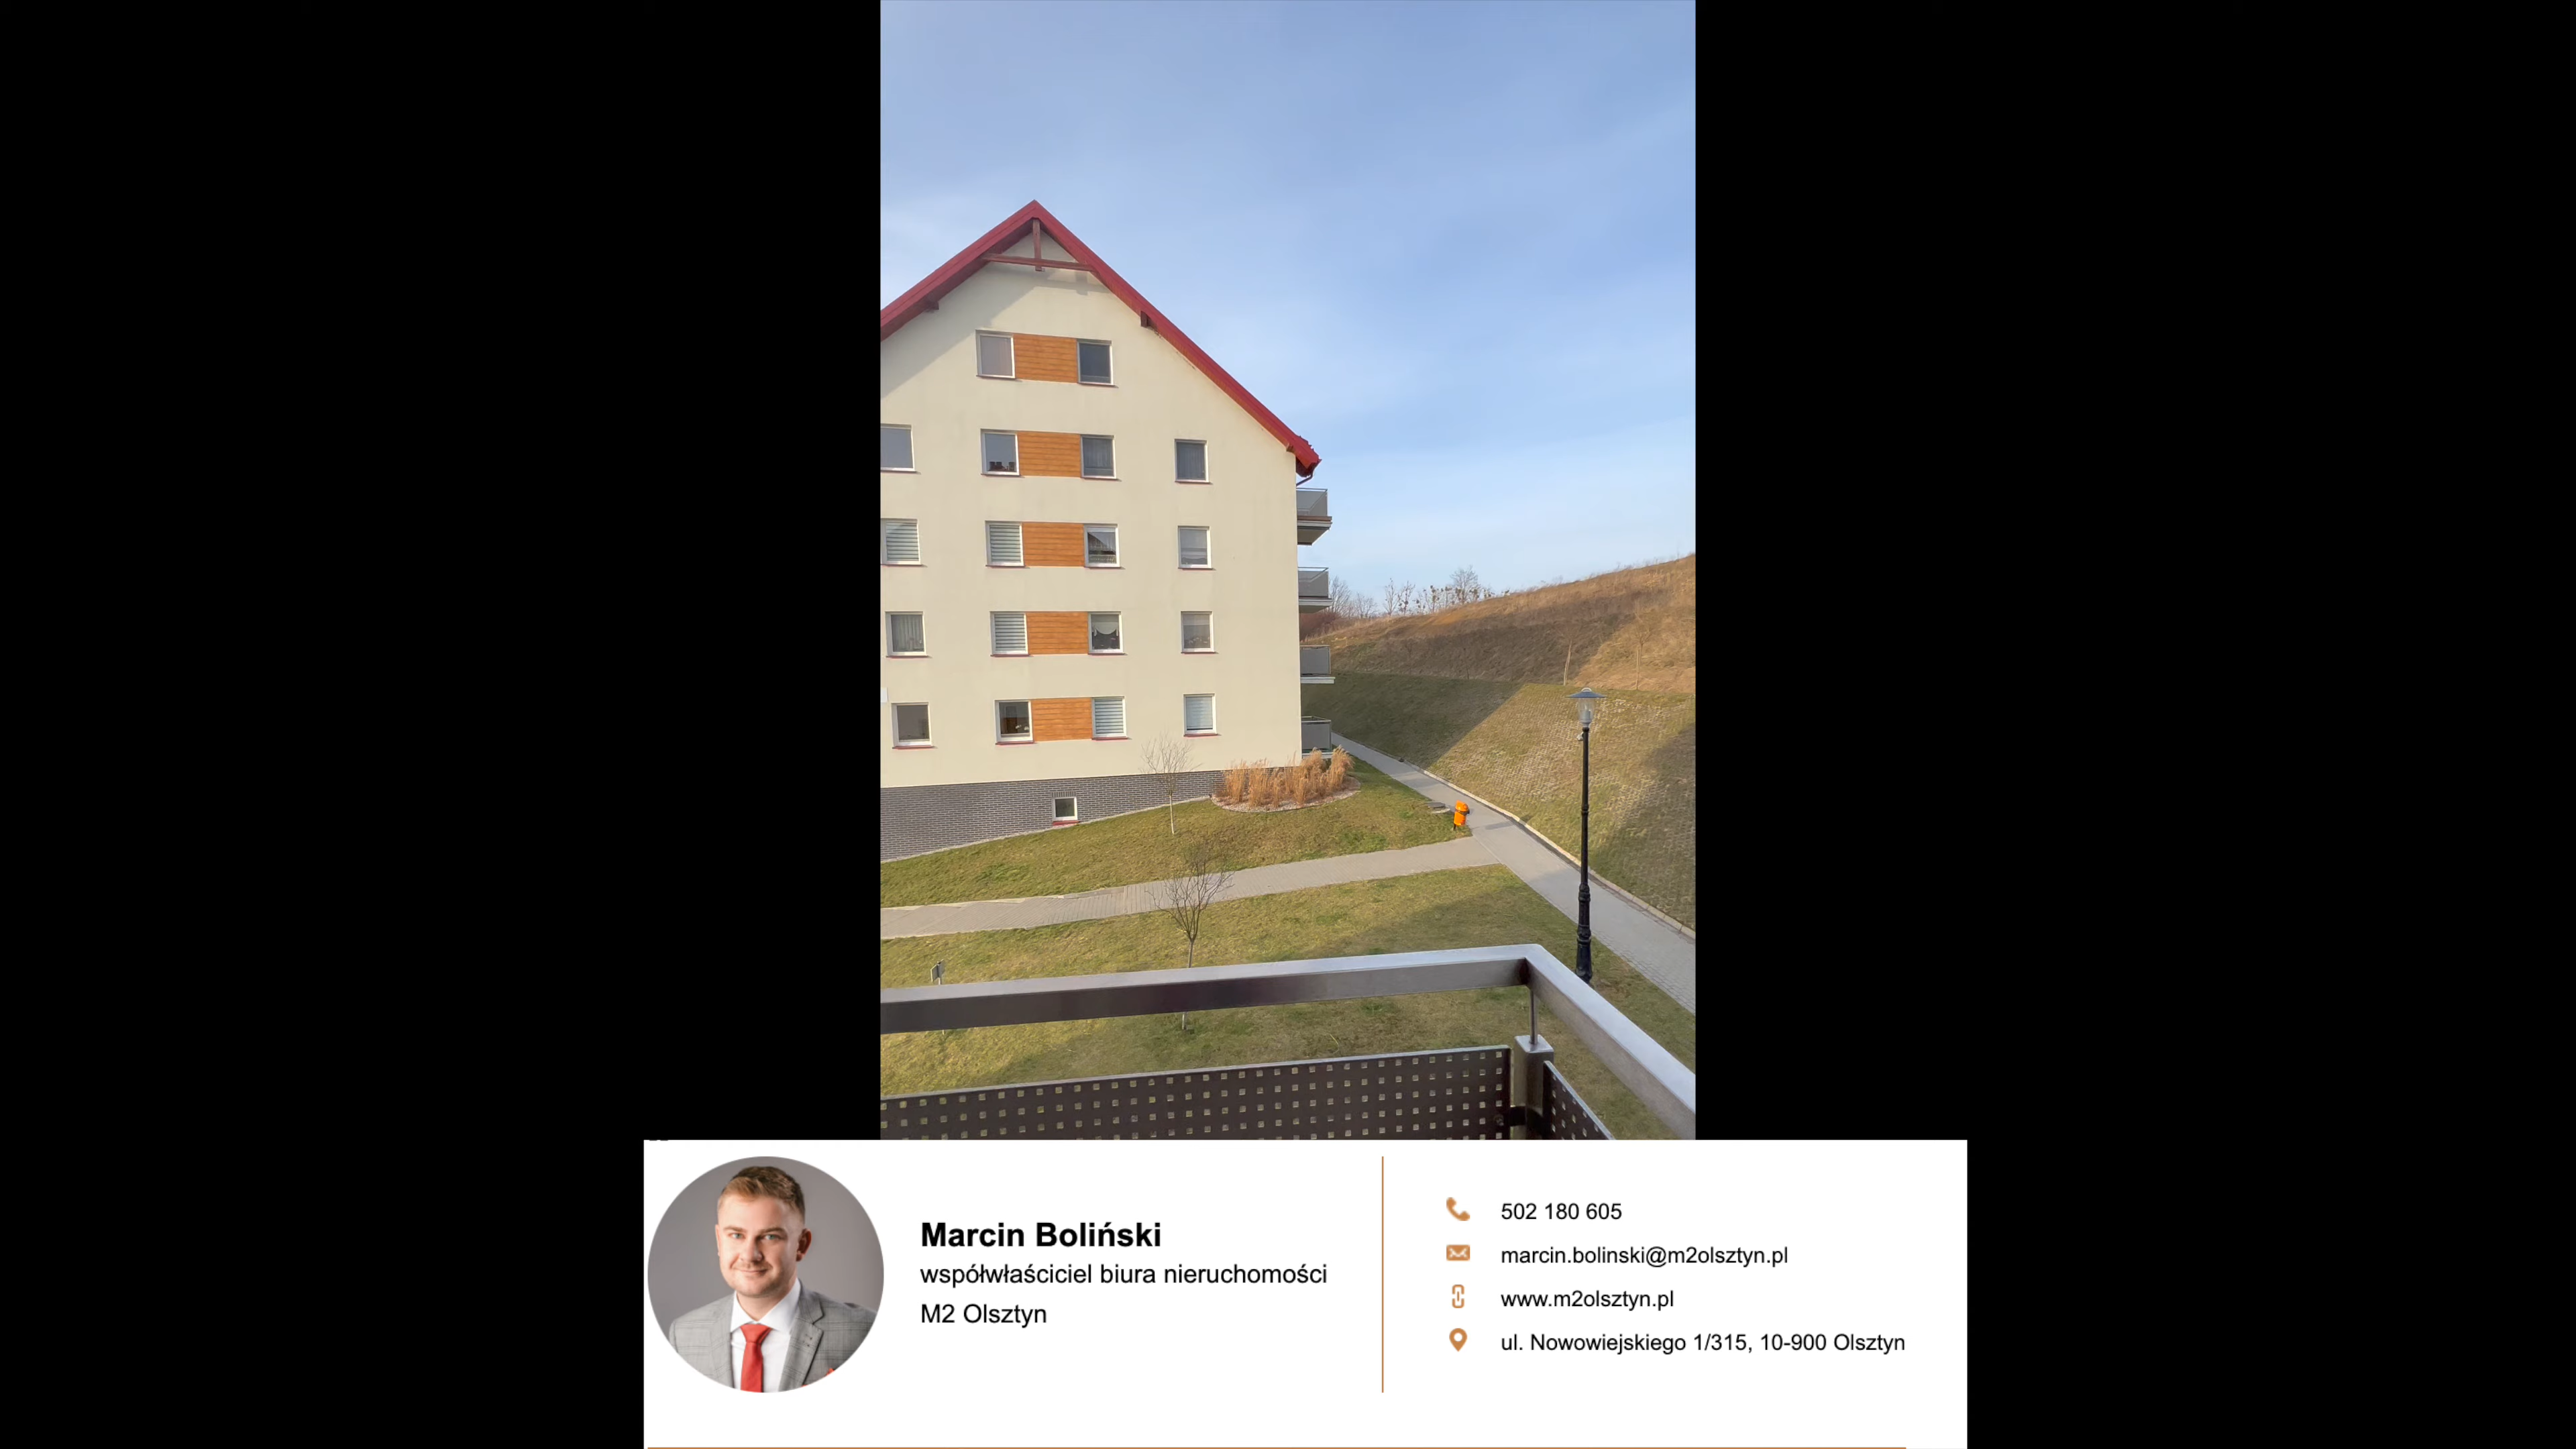 Marcin Boliński
współwłaściciel biura nieruchomości
M2 Olsztyn
502 180 605
marcin.bolinski@m2olsztyn.pl
www.m2olsztyn.pl
ul. Nowowiejskiego 1/315, 10-900 Olsztyn